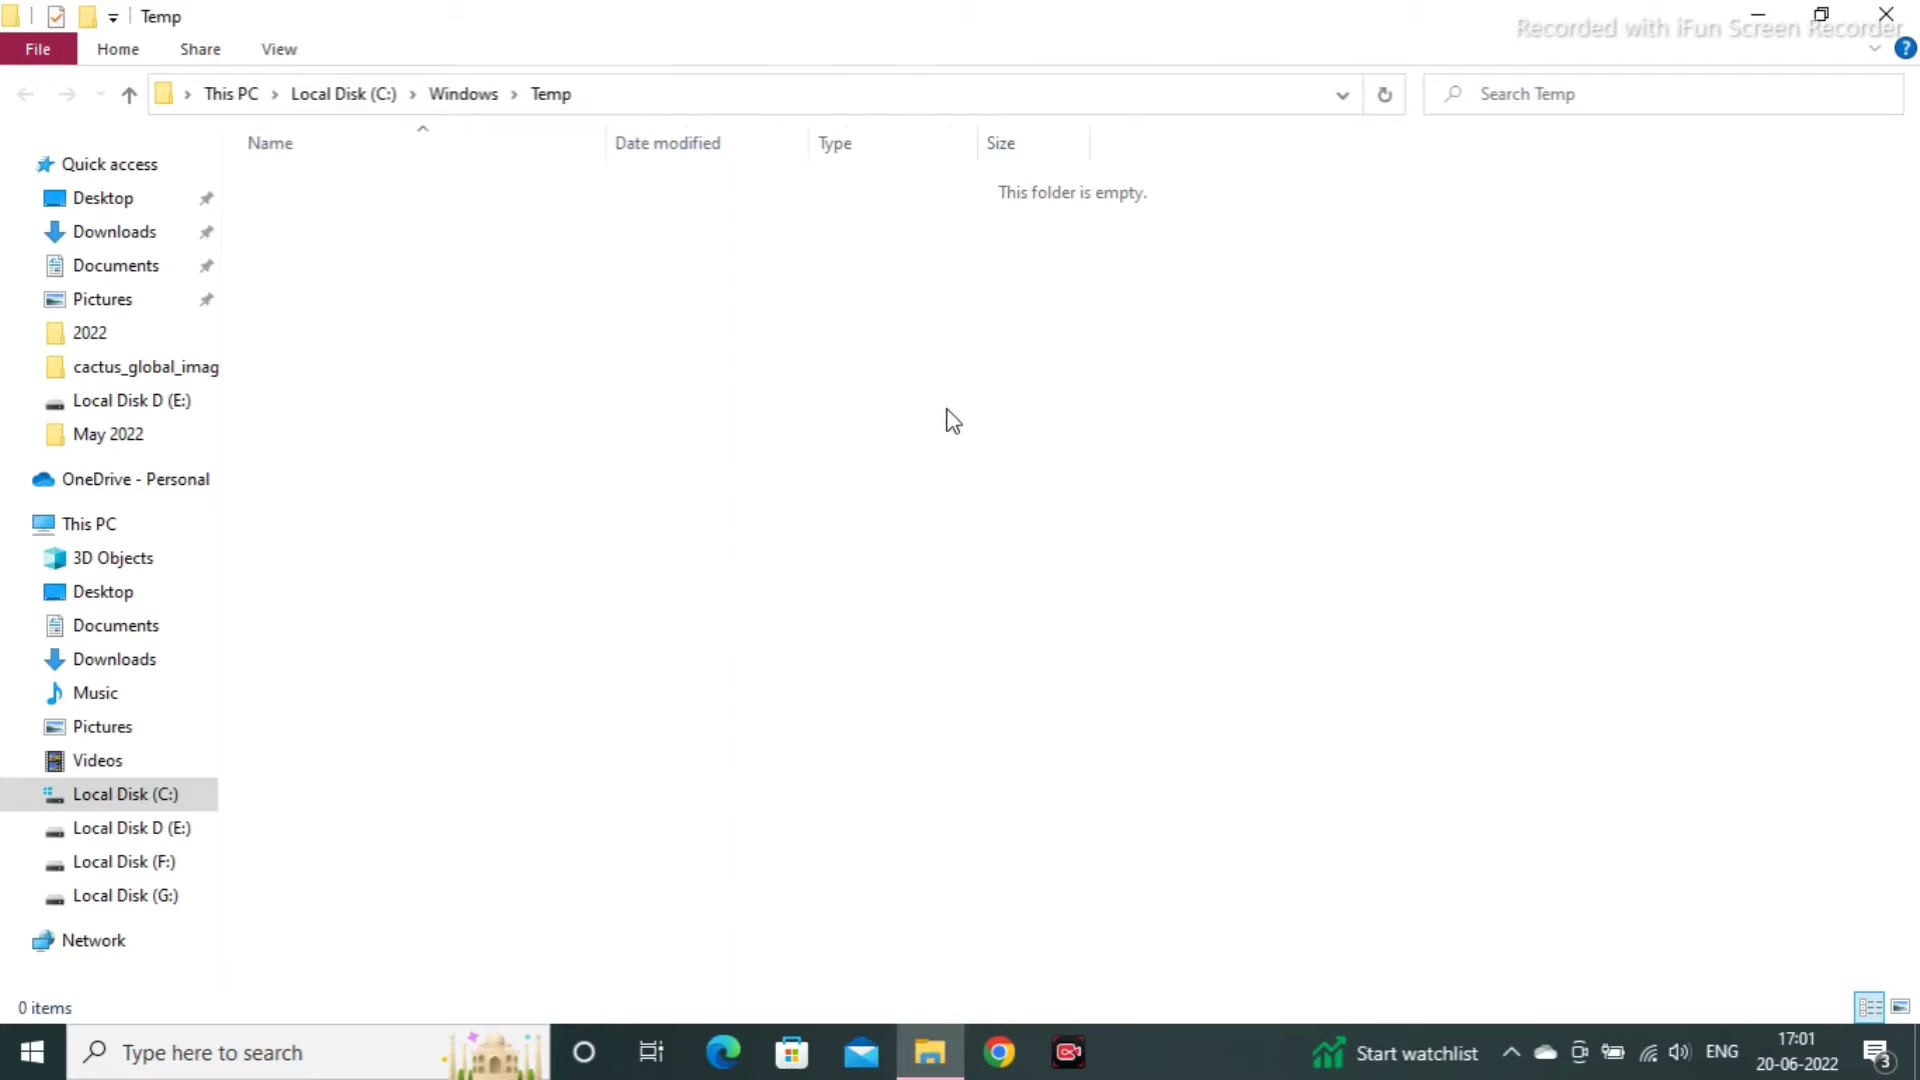 Temp
Recorded with iFun Screen Recorder
File Home Share View
This PC Local Disk (C:) Windows Temp
Search Temp
Name Date modified Type Size
This folder is empty.
Quick access
Desktop
Downloads
Documents
Pictures
2022
cactus_global_imag
Local Disk D (E:)
May 2022
OneDrive - Personal
This PC
3D Objects
Desktop
Documents
Downloads
Music
Pictures
Videos
Local Disk (C:)
Local Disk D (E:)
Local Disk (F:)
Local Disk (G:)
Network
0 items
Type here to search
Start watchlist
ENG
17:01
20-06-2022
3